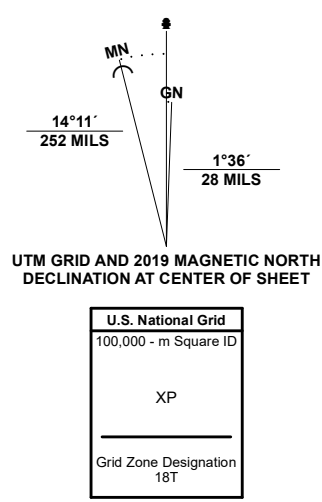 MN
GN
14°11´
252 MILS
1°36´
28 MILS
UTM GRID AND 2019 MAGNETIC NORTH
DECLINATION AT CENTER OF SHEET
U.S. National Grid
100,000 - m Square ID
XP
Grid Zone Designation
18T